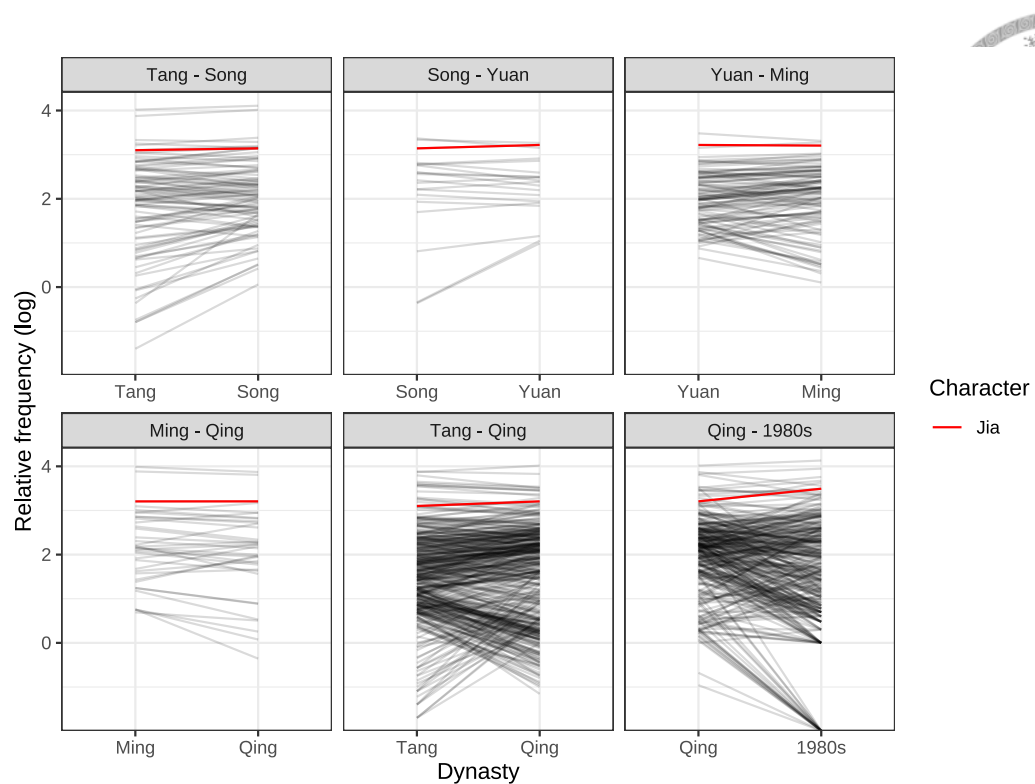 Tang - Song
Song - Yuan
Yuan - Ming
4
2
0
Tang
Song
Song
Yuan
Yuan
Ming
Ming - Qing
Tang - Qing
Qing - 1980s
4
2
0
Ming
Qing
Tang
Qing
Qing
1980s
Relative frequency (log)
Dynasty
Character
Jia